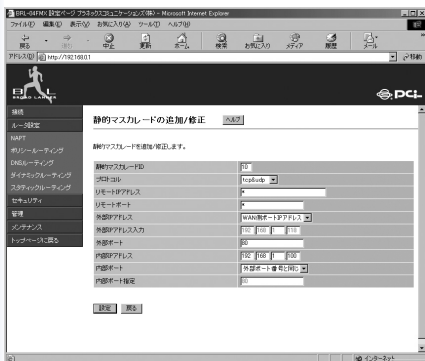 BRL-04FMX 設定ページ プラネックスコミュニケーションズ(株) - Microsoft Internet Explorer
ファイル(F) 編集(E) 表示(V) お気に入り(A) ツール(T) ヘルプ(H)
戻る 中止 更新 ホーム 検索 お気に入り メディア 履歴 メール
アドレス(D) http://192.168.0.1 移動
BRL
BROAD LANNER
PCi
接続
ルータ設定
NAPT
ポリシールーティング
DNSルーティング
ダイナミックルーティング
スタティックルーティング
セキュリティ
管理
メンテナンス
トップページに戻る
静的マスカレードの追加/修正 ヘルプ
静的マスカレードを追加/修正します。
静的マスカレードID 10
プロトコル tcp&udp
リモートIPアドレス *
リモートポート *
外部IPアドレス WAN側ポートIPアドレス
外部IPアドレス入力 192 168 1 118
外部ポート 80
内部IPアドレス 192 168 1 100
内部ポート 外部ポート番号と同じ
内部ポート指定 80
設定 戻る
インターネット